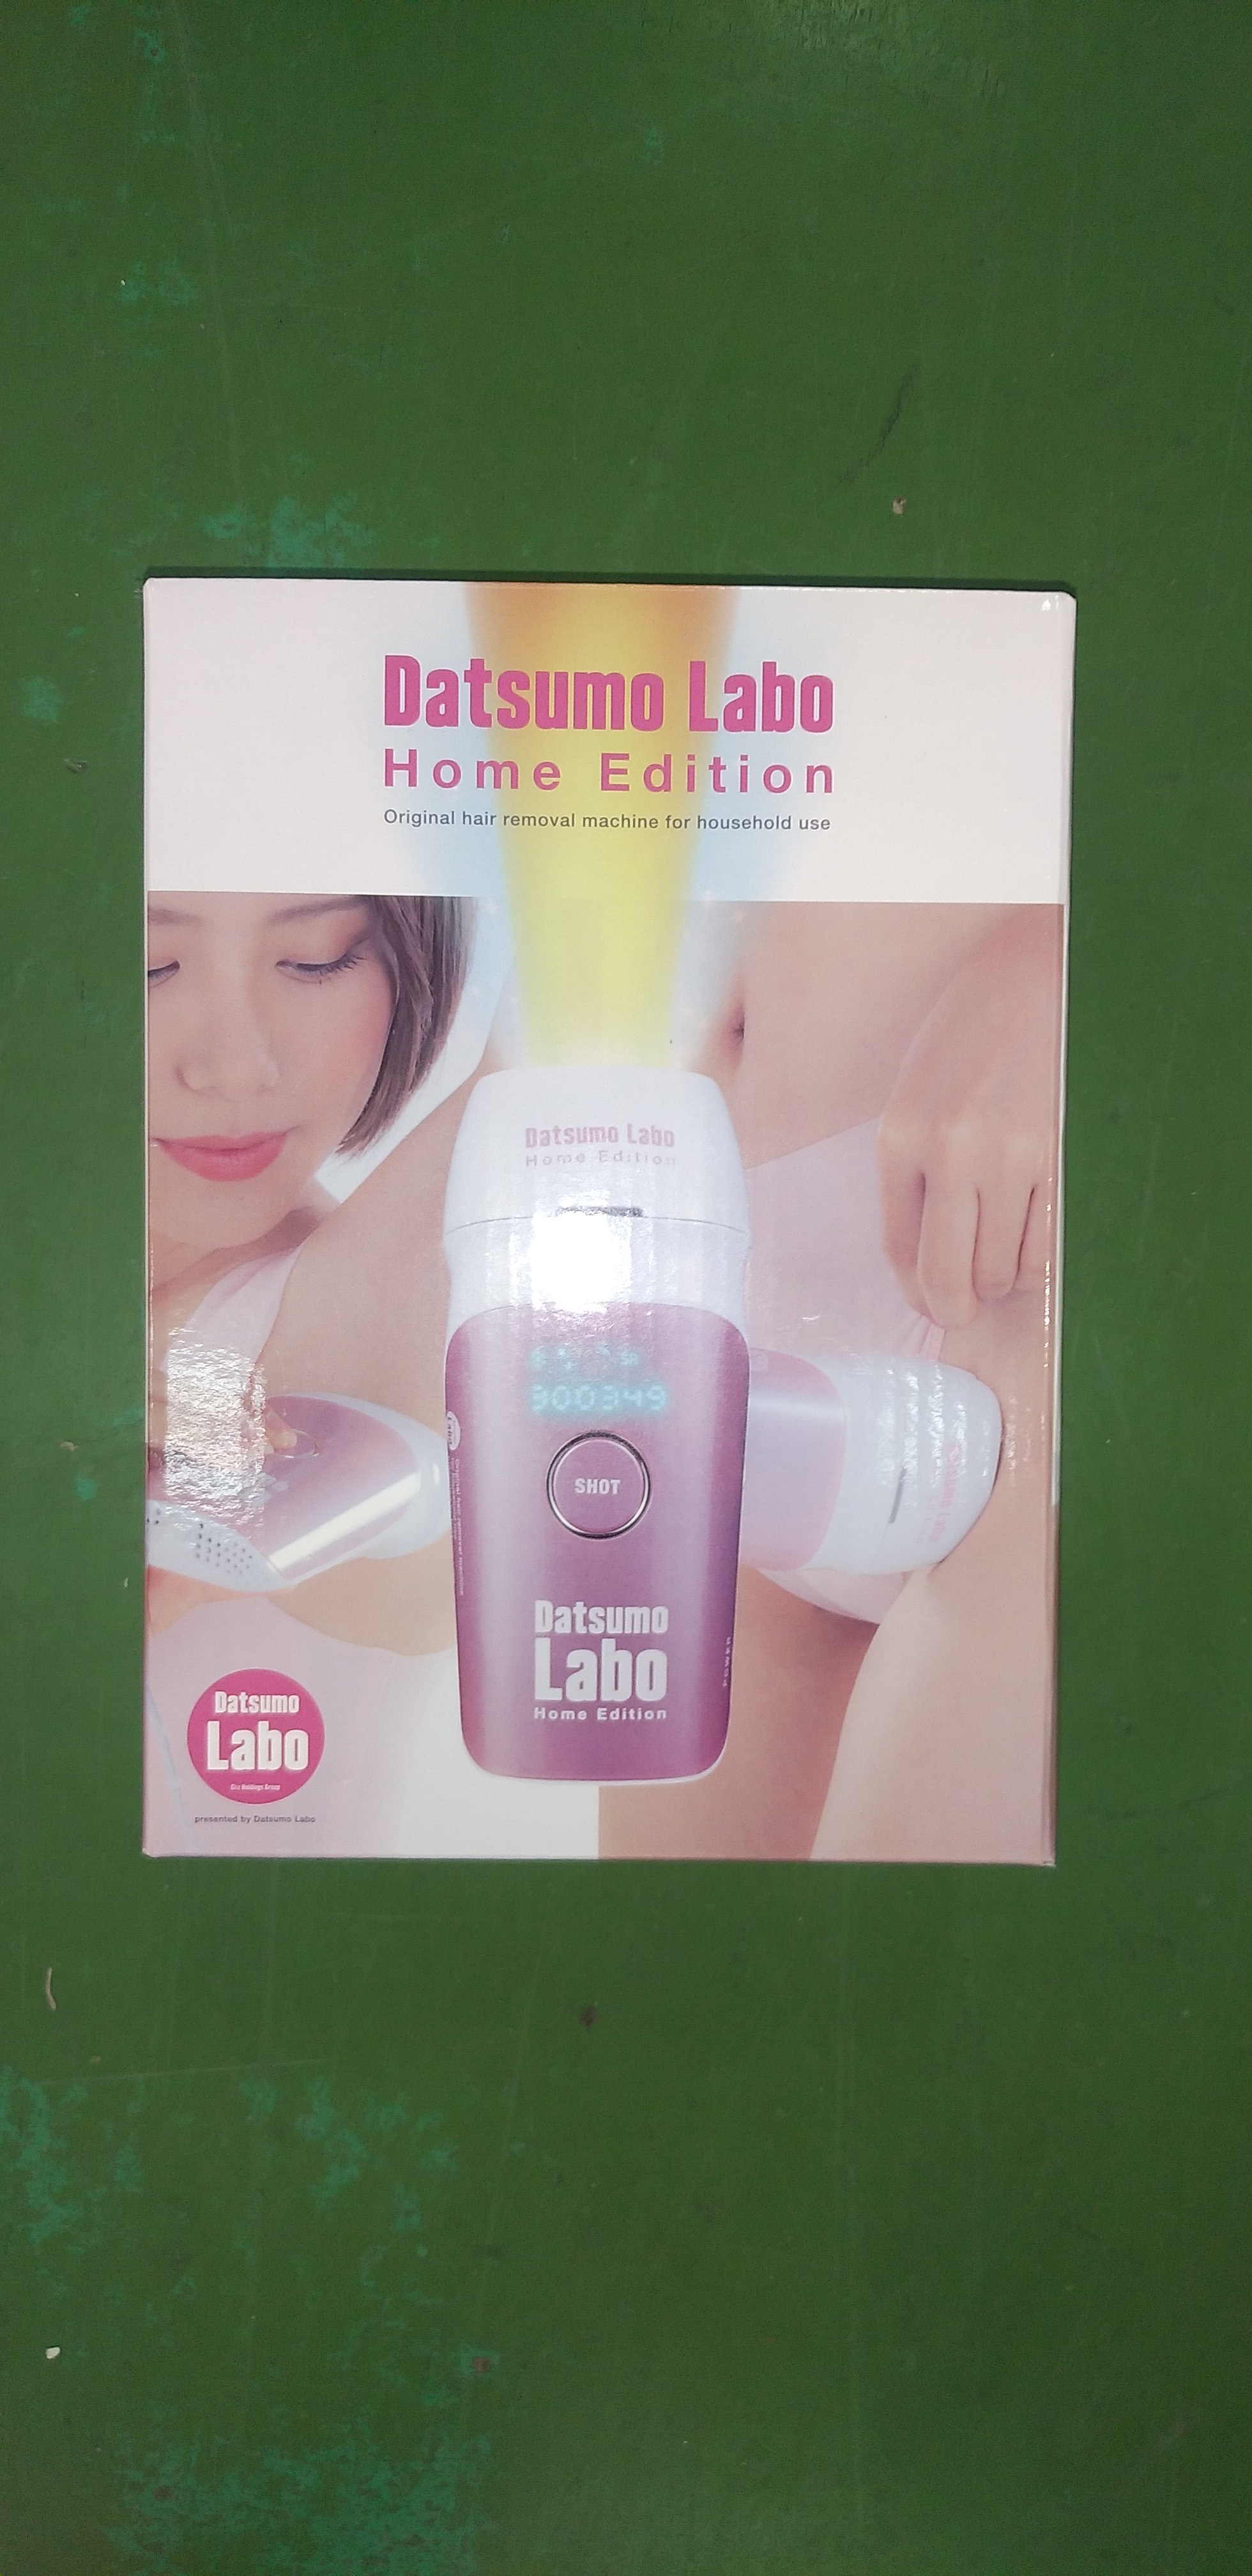 Datsumo Labo
Home Edition
Original hair removal machine for household use
Datsumo Labo
Home Edition
300349
SHOT
Datsumo
Labo
Home Edition
POWER
Datsumo
Labo
presented by Datsumo Labo